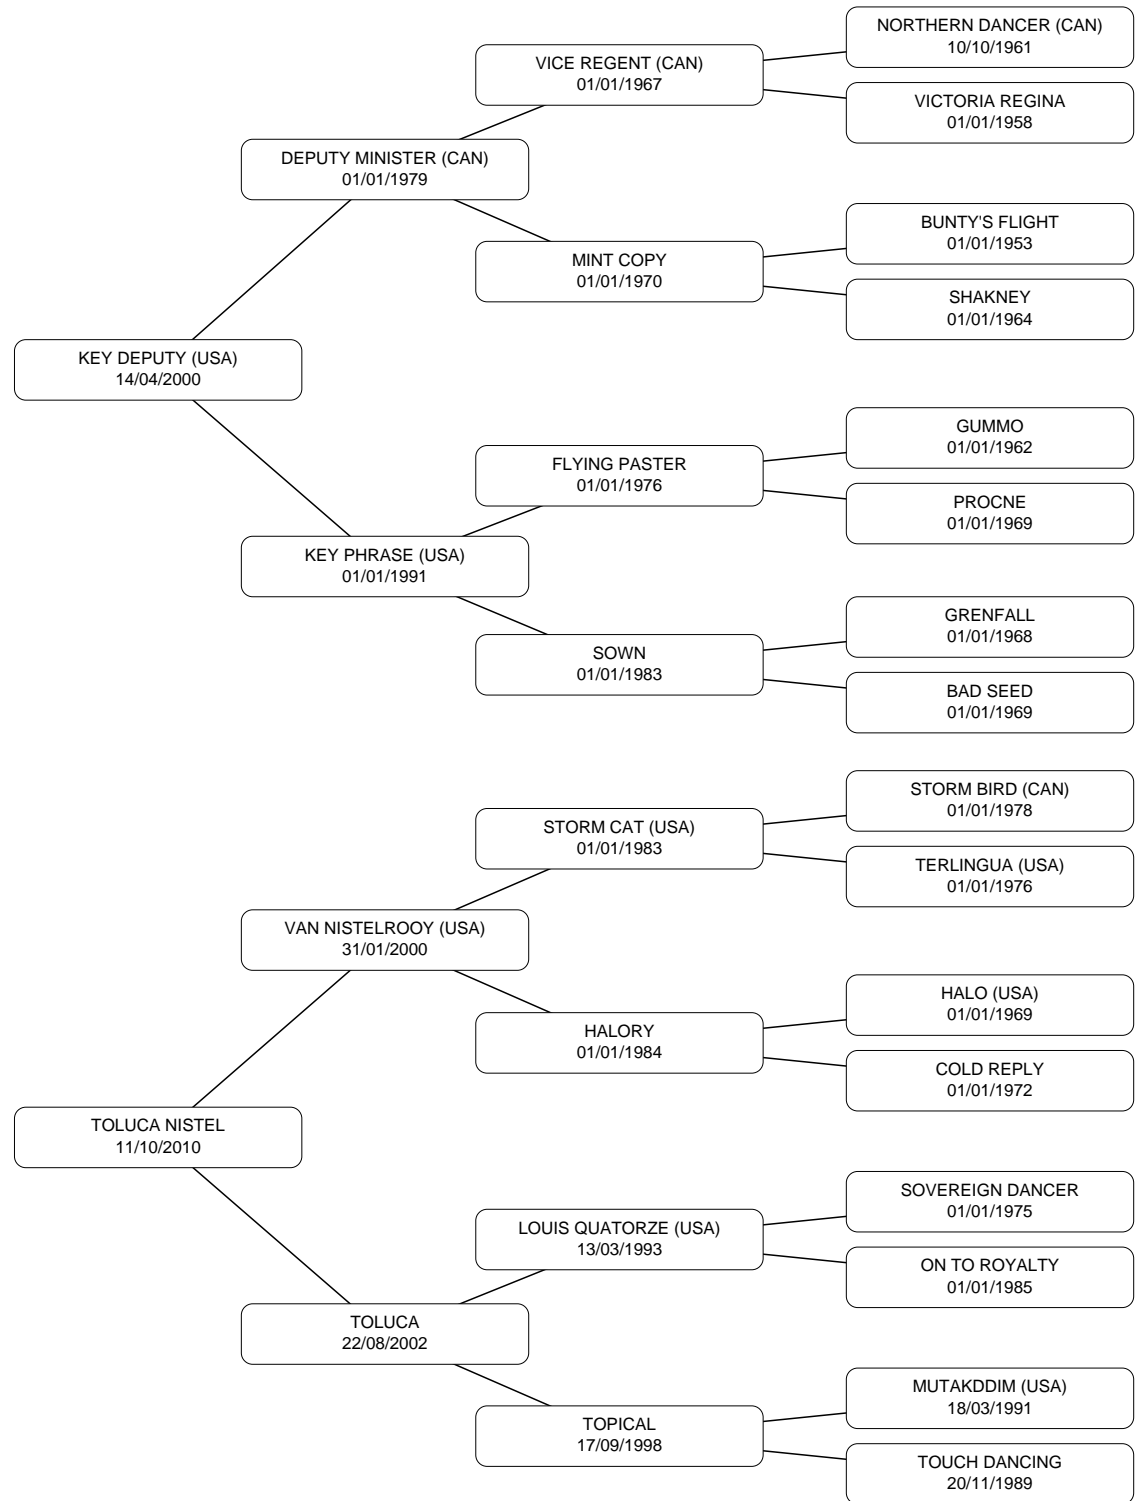 NORTHERN DANCER (CAN)
10/10/1961
VICE REGENT (CAN)
01/01/1967
VICTORIA REGINA
01/01/1958
DEPUTY MINISTER (CAN)
01/01/1979
BUNTY'S FLIGHT
01/01/1953
MINT COPY
01/01/1970
SHAKNEY
01/01/1964
KEY DEPUTY (USA)
14/04/2000
GUMMO
01/01/1962
FLYING PASTER
01/01/1976
PROCNE
01/01/1969
KEY PHRASE (USA)
01/01/1991
GRENFALL
01/01/1968
SOWN
01/01/1983
BAD SEED
01/01/1969
STORM BIRD (CAN)
01/01/1978
STORM CAT (USA)
01/01/1983
TERLINGUA (USA)
01/01/1976
VAN NISTELROOY (USA)
31/01/2000
HALO (USA)
01/01/1969
HALORY
01/01/1984
COLD REPLY
01/01/1972
TOLUCA NISTEL
11/10/2010
SOVEREIGN DANCER
01/01/1975
LOUIS QUATORZE (USA)
13/03/1993
ON TO ROYALTY
01/01/1985
TOLUCA
22/08/2002
MUTAKDDIM (USA)
18/03/1991
TOPICAL
17/09/1998
TOUCH DANCING
20/11/1989